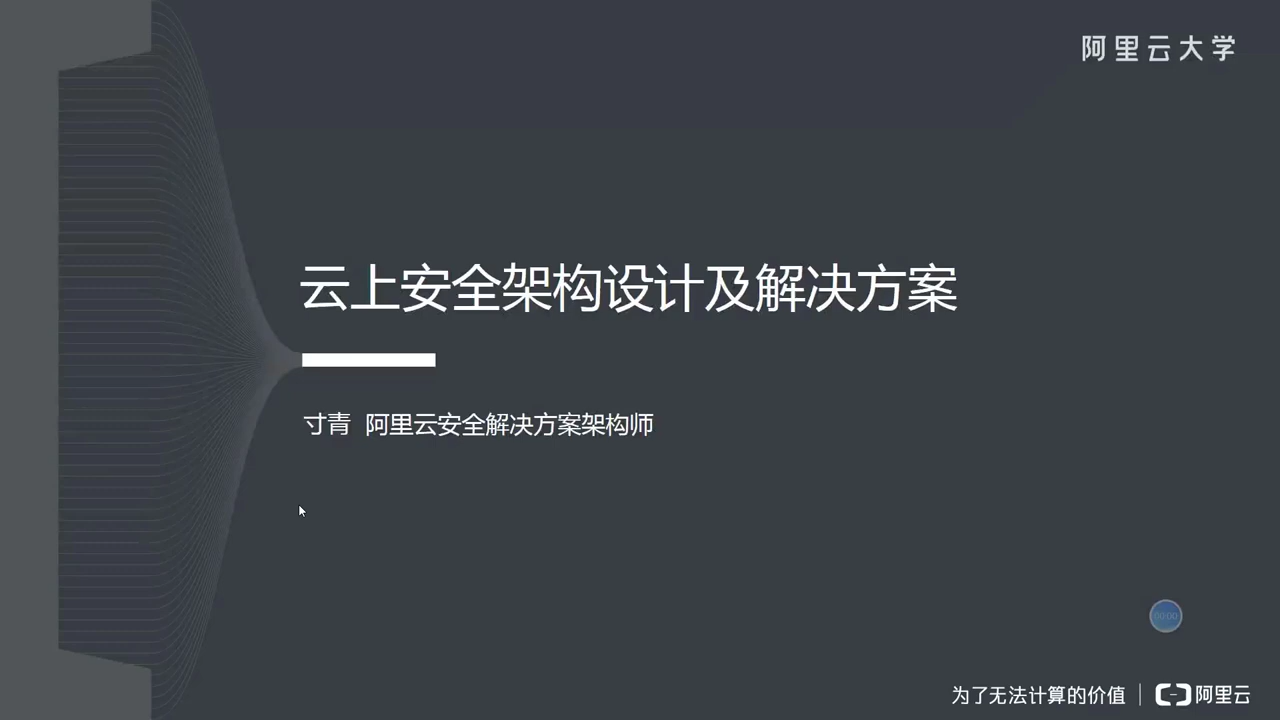 阿里云大学
云上安全架构设计及解决方案
寸青 阿里云安全解决方案架构师
00:00
为了无法计算的价值 | 阿里云